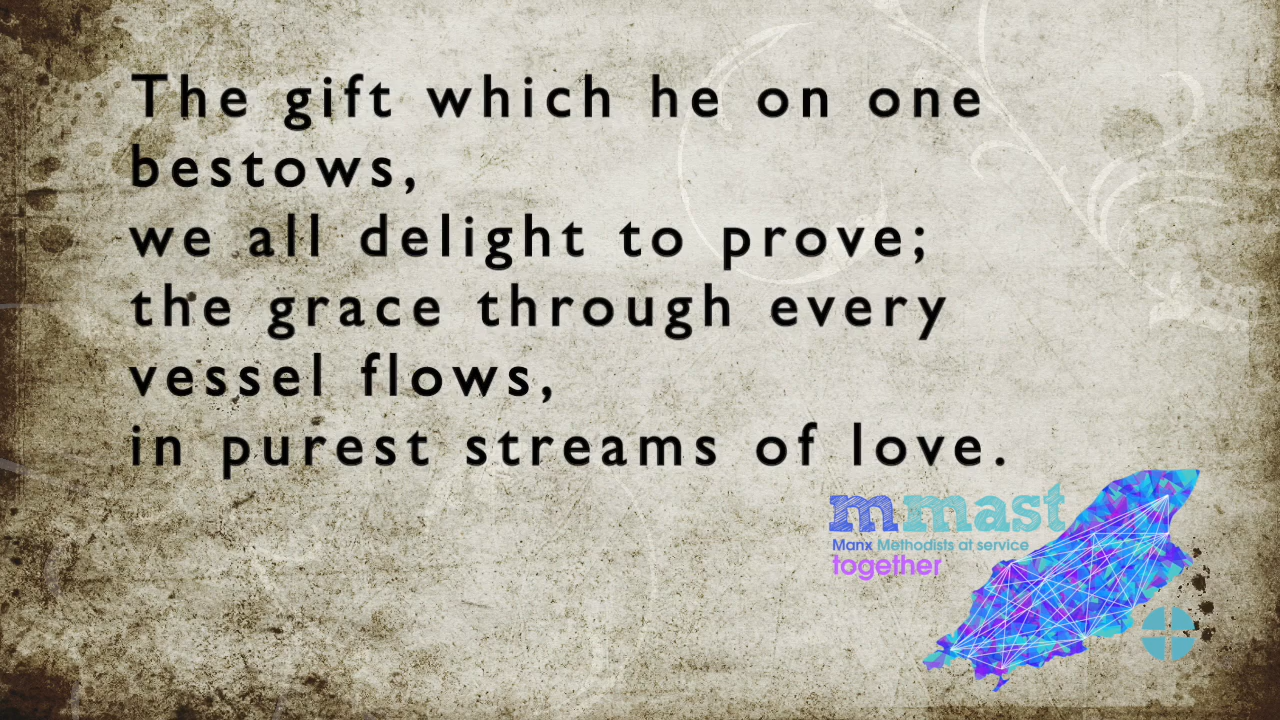 The gift which he on one
bestows,
we all delight to prove;
the grace through every
vessel flows,
in purest streams of love.
mmast
Manx Methodists at service
together